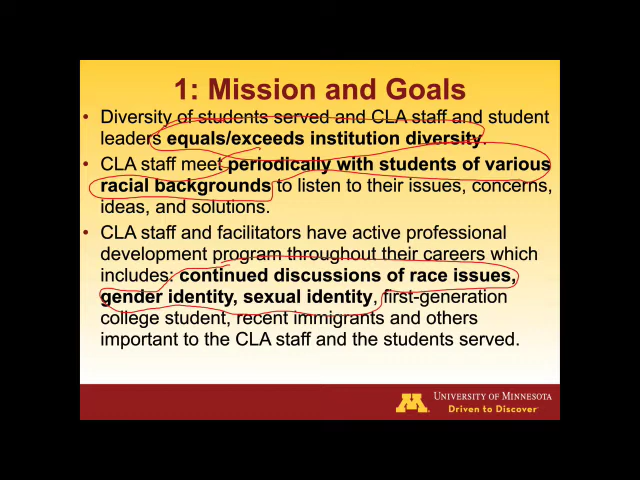 1: Mission and Goals
• Diversity of students served and CLA staff and student
leaders equals/exceeds institution diversity.
• CLA staff meet periodically with students of various
racial backgrounds to listen to their issues, concerns,
ideas, and solutions.
• CLA staff and facilitators have active professional
development program throughout their careers which
includes: continued discussions of race issues,
gender identity, sexual identity, first-generation
college student, recent immigrants and others
important to the CLA staff and the students served.
M UNIVERSITY OF MINNESOTA
Driven to Discover℠